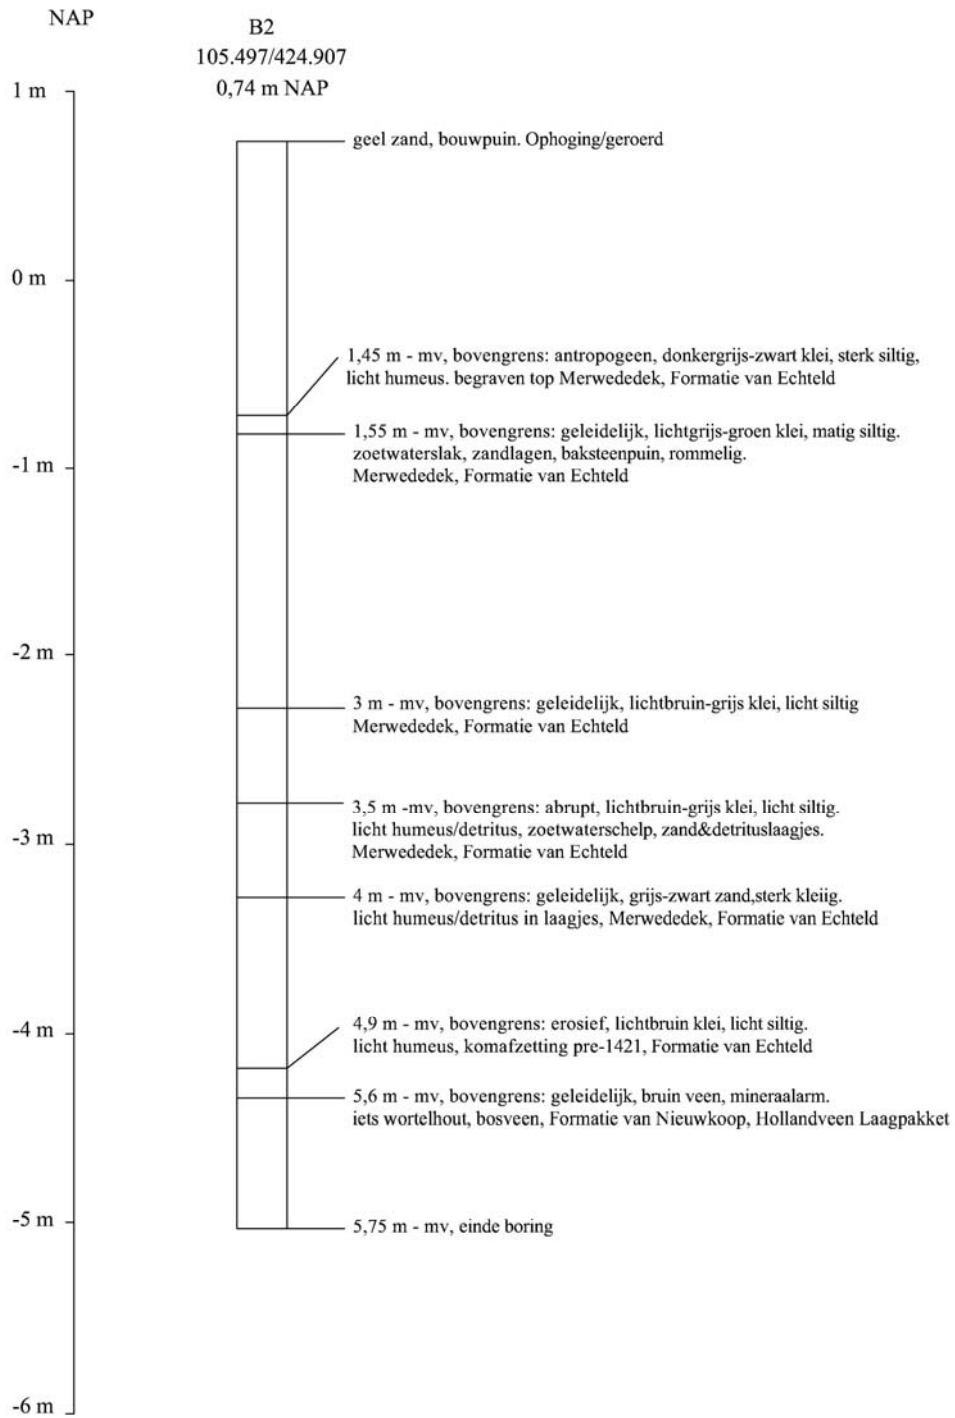 NAP
B2
105.497/424.907
0,74 m NAP
1 m
geel zand, bouwpuin. Ophoging/geroerd
0 m
1,45 m - mv, bovengrens: antropogeen, donkergrijs-zwart klei, sterk siltig,
licht humeus. begraven top Merwededek, Formatie van Echteld
1,55 m - mv, bovengrens: geleidelijk, lichtgrijs-groen klei, matig siltig.
zoetwaterslak, zandlagen, baksteenpuin, rommelig.
Merwededek, Formatie van Echteld
-1 m
-2 m
3 m - mv, bovengrens: geleidelijk, lichtbruin-grijs klei, licht siltig
Merwededek, Formatie van Echteld
3,5 m -mv, bovengrens: abrupt, lichtbruin-grijs klei, licht siltig.
licht humeus/detritus, zoetwaterschelp, zand&detrituslaagjes.
Merwededek, Formatie van Echteld
-3 m
4 m - mv, bovengrens: geleidelijk, grijs-zwart zand,sterk kleiig.
licht humeus/detritus in laagjes, Merwededek, Formatie van Echteld
-4 m
4,9 m - mv, bovengrens: erosief, lichtbruin klei, licht siltig.
licht humeus, komafzetting pre-1421, Formatie van Echteld
5,6 m - mv, bovengrens: geleidelijk, bruin veen, mineraalarm.
iets wortelhout, bosveen, Formatie van Nieuwkoop, Hollandveen Laagpakket
-5 m
5,75 m - mv, einde boring
-6 m